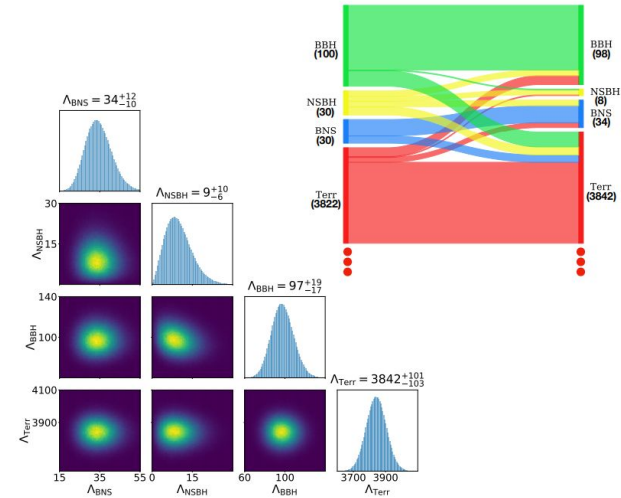 BBH
(100)
NSBH
(30)
BNS
(30)
Terr
(3822)
BBH
(98)
NSBH
(8)
BNS
(34)
Terr
(3842)
Λ_BNS = 34^{+12}_{-10}
Λ_NSBH = 9^{+10}_{-6}
30
15
Λ_NSBH
Λ_BBH = 97^{+19}_{-17}
140
100
Λ_BBH
Λ_Terr = 3842^{+101}_{-103}
4100
3900
Λ_Terr
15 35 55 0 15 60 100 3700 3900
Λ_BNS Λ_NSBH Λ_BBH Λ_Terr